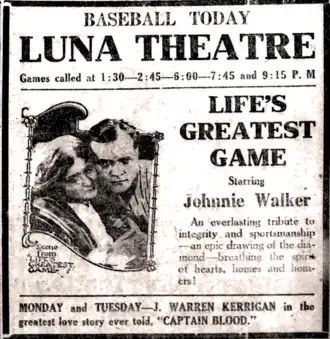 BASEBALL TODAY
LUNA THEATRE
Games called at 1:30—2:45—6:00—7:45 and 9:15 P. M
LIFE'S
GREATEST
GAME
Starring
Johnnie Walker
An everlasting tribute to
integrity and sportsmanship
—an epic drawing of the dia-
mond—breathing the spirit
of hearts, homes and hom-
ers!
Scene
from
LIFE'S
GREATEST
GAME
MONDAY and TUESDAY—J. WARREN KERRIGAN in the
greatest love story ever told, "CAPTAIN BLOOD."